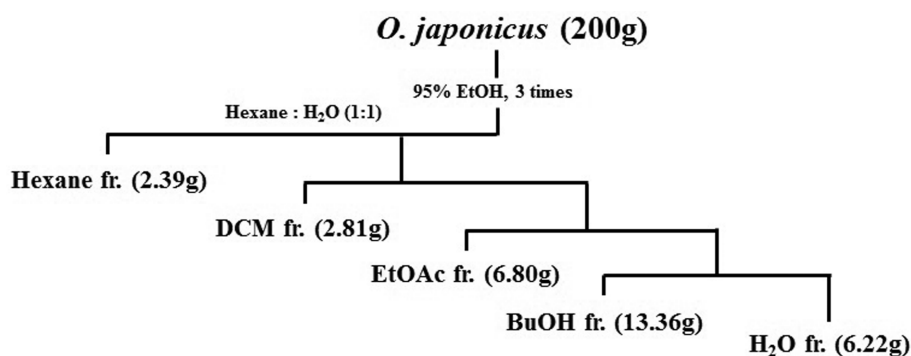 O. japonicus (200g)
95% EtOH, 3 times
Hexane : H₂O (1:1)
Hexane fr. (2.39g)
DCM fr. (2.81g)
EtOAc fr. (6.80g)
BuOH fr. (13.36g)
H₂O fr. (6.22g)